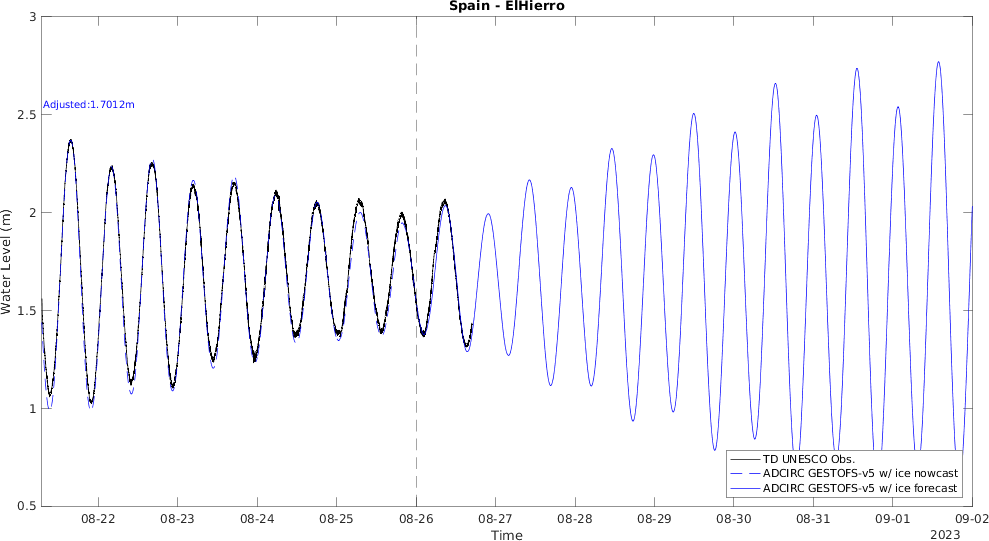 Spain - ElHierro
3
Adjusted:1.7012m
2.5
2
1.5
1
0.5
Water Level (m)
TD UNESCO Obs.
ADCIRC GESTOFS-v5 w/ ice nowcast
ADCIRC GESTOFS-v5 w/ ice forecast
08-22 08-23 08-24 08-25 08-26 08-27 08-28 08-29 08-30 08-31 09-01 09-02
Time
2023